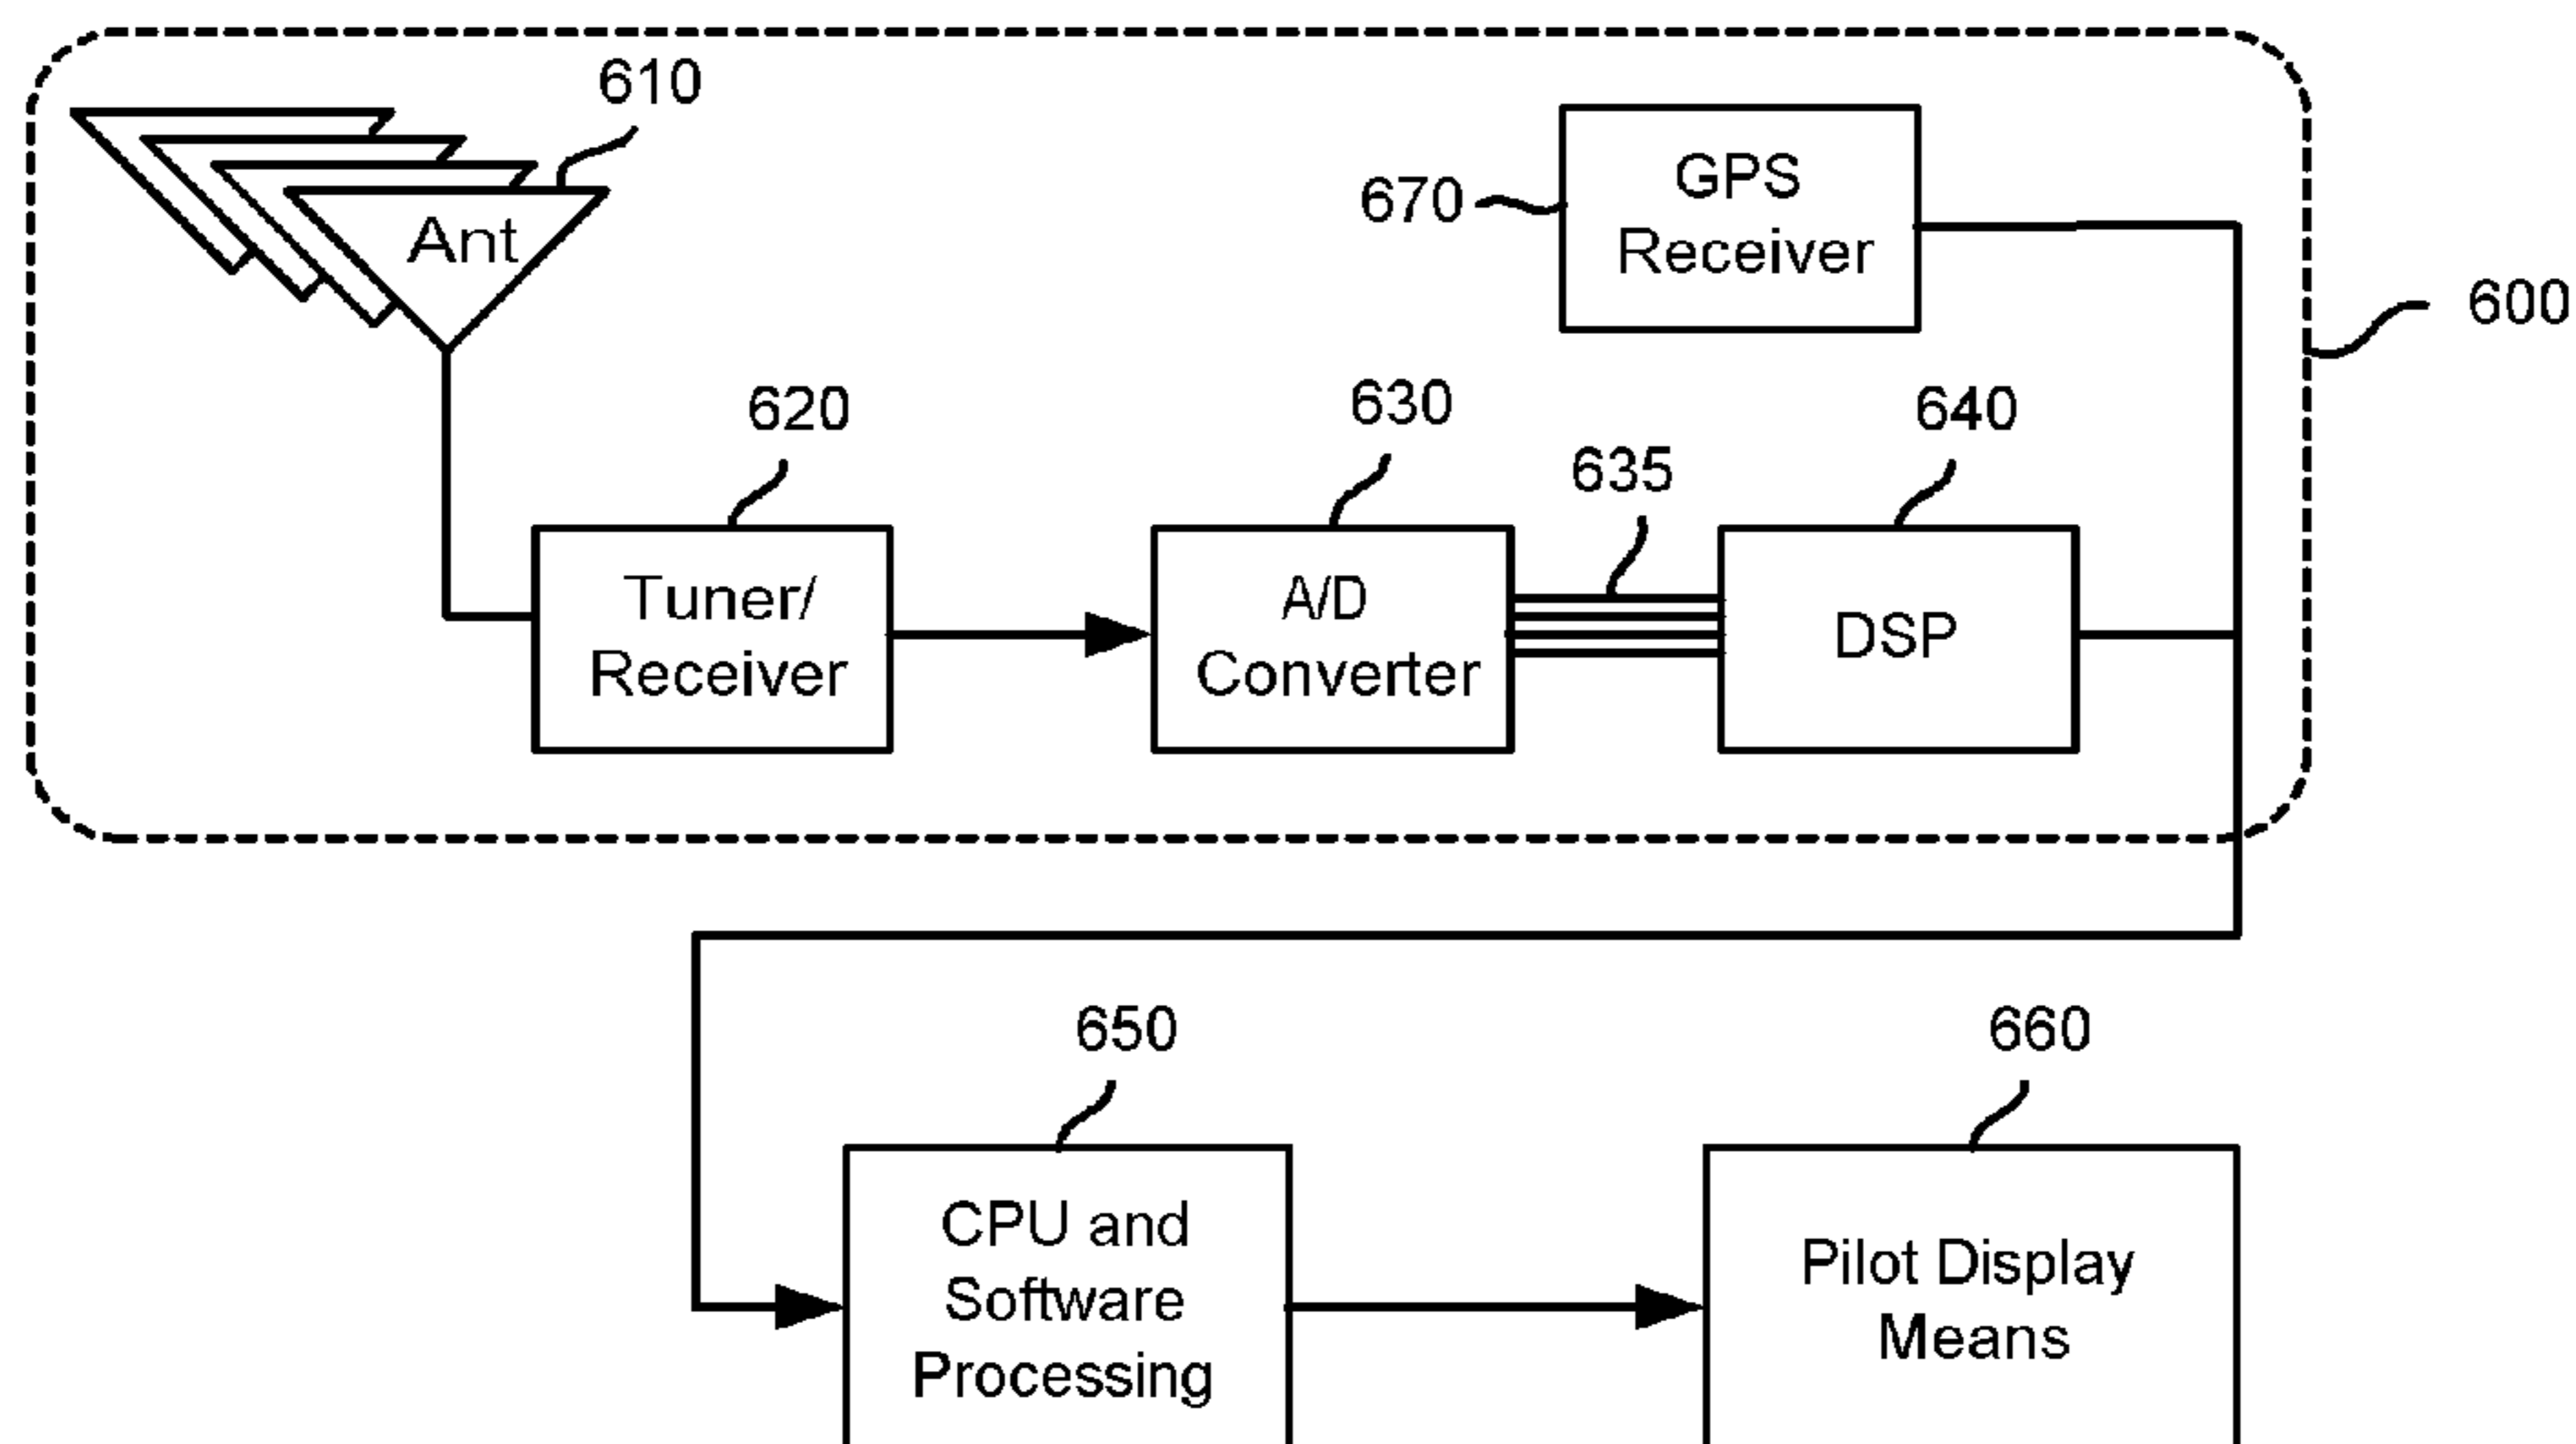 610
Ant
670
GPS
Receiver
600
620
630
635
640
Tuner/
Receiver
A/D
Converter
DSP
650
660
CPU and
Software
Processing
Pilot Display
Means